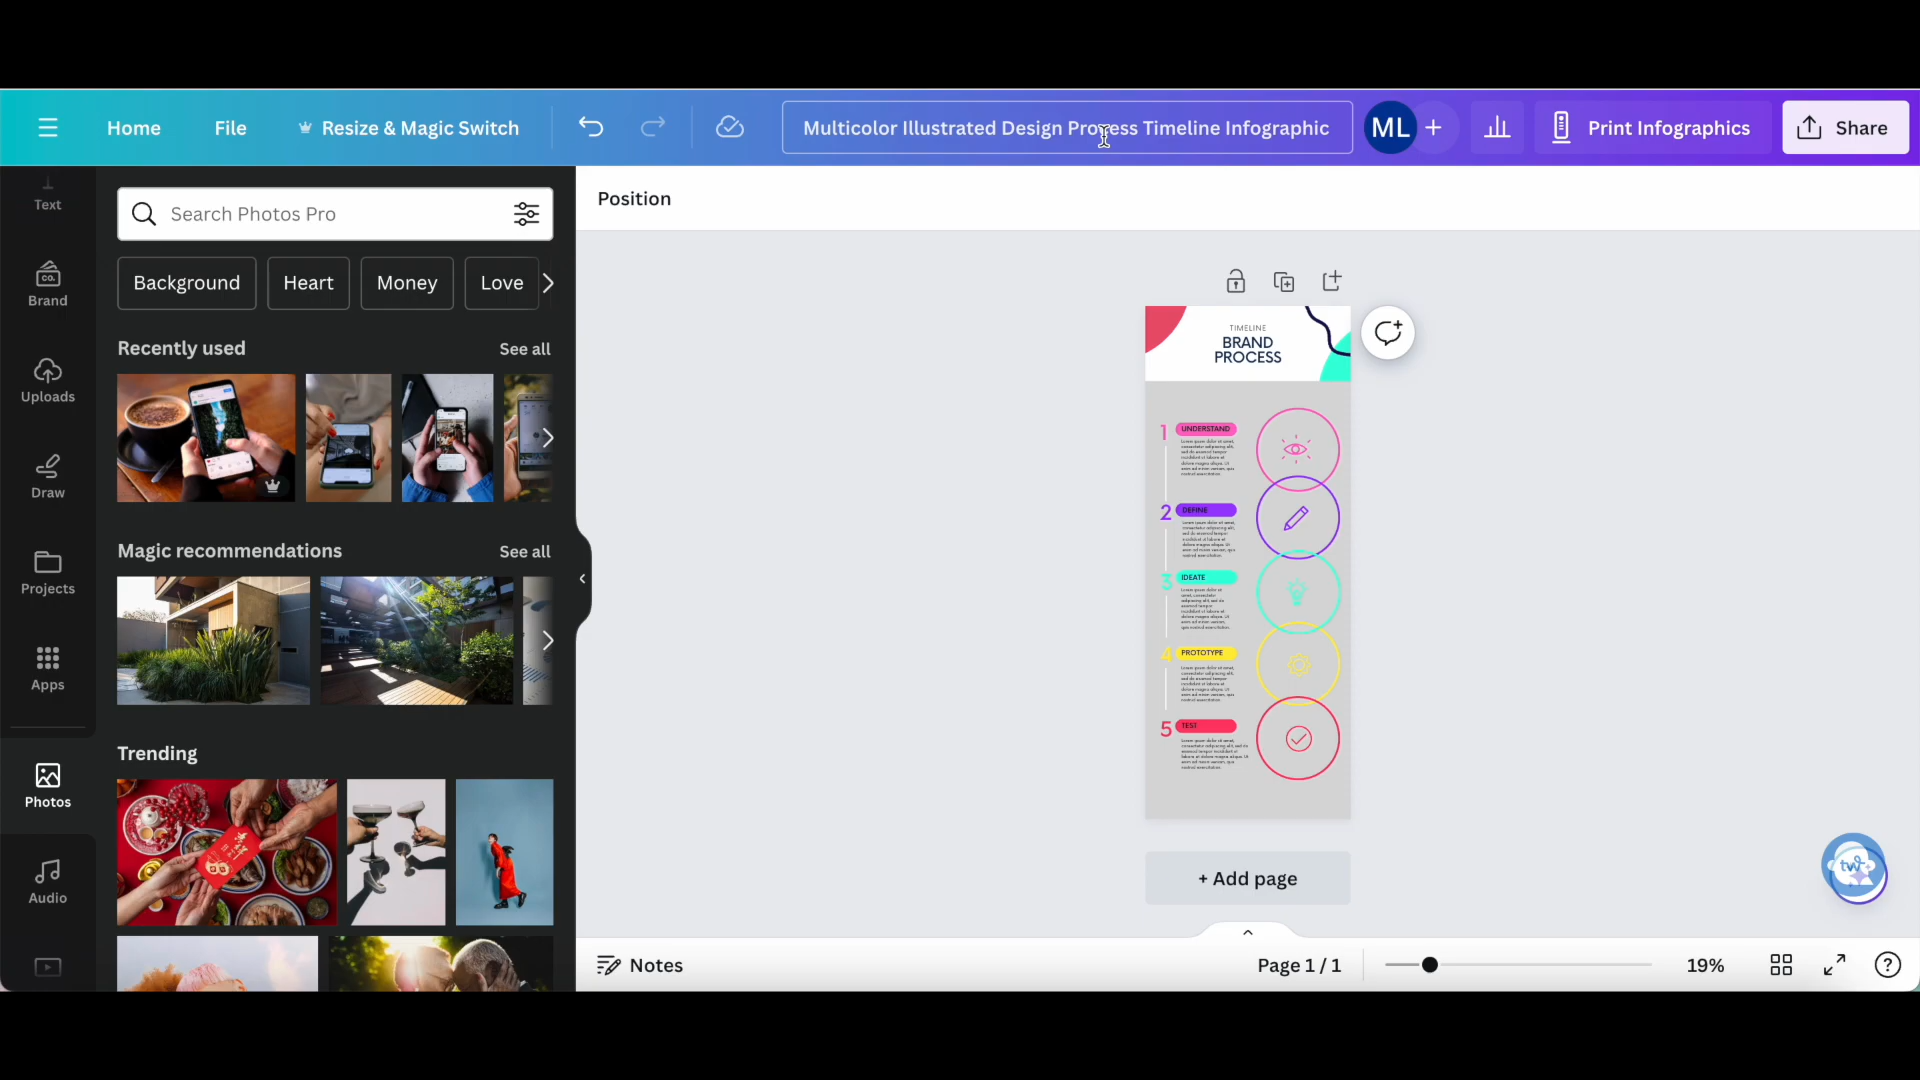 Home
File
Resize & Magic Switch
Multicolor Illustrated Design Process Timeline Infographic
ML
Print Infographics
Share
Text
Brand
Uploads
Draw
Projects
Apps
Photos
Audio
Search Photos Pro
Background
Heart
Money
Love
Recently used
See all
Magic recommendations
See all
Trending
Position
TIMELINE
BRAND
PROCESS
1
UNDERSTAND
2
DEFINE
3
IDEATE
4
PROTOTYPE
5
TEST
+ Add page
Notes
Page 1 / 1
19%